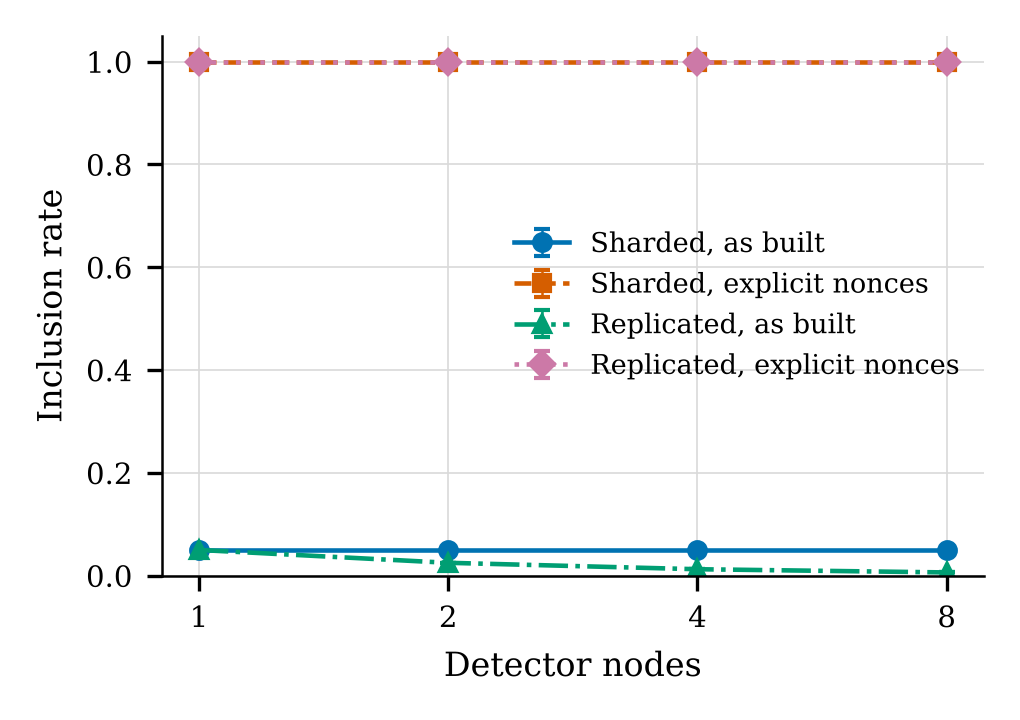 1.0
0.8
0.6
0.4
0.2
0.0
Inclusion rate
Sharded, as built
Sharded, explicit nonces
Replicated, as built
Replicated, explicit nonces
1 2 4 8
Detector nodes